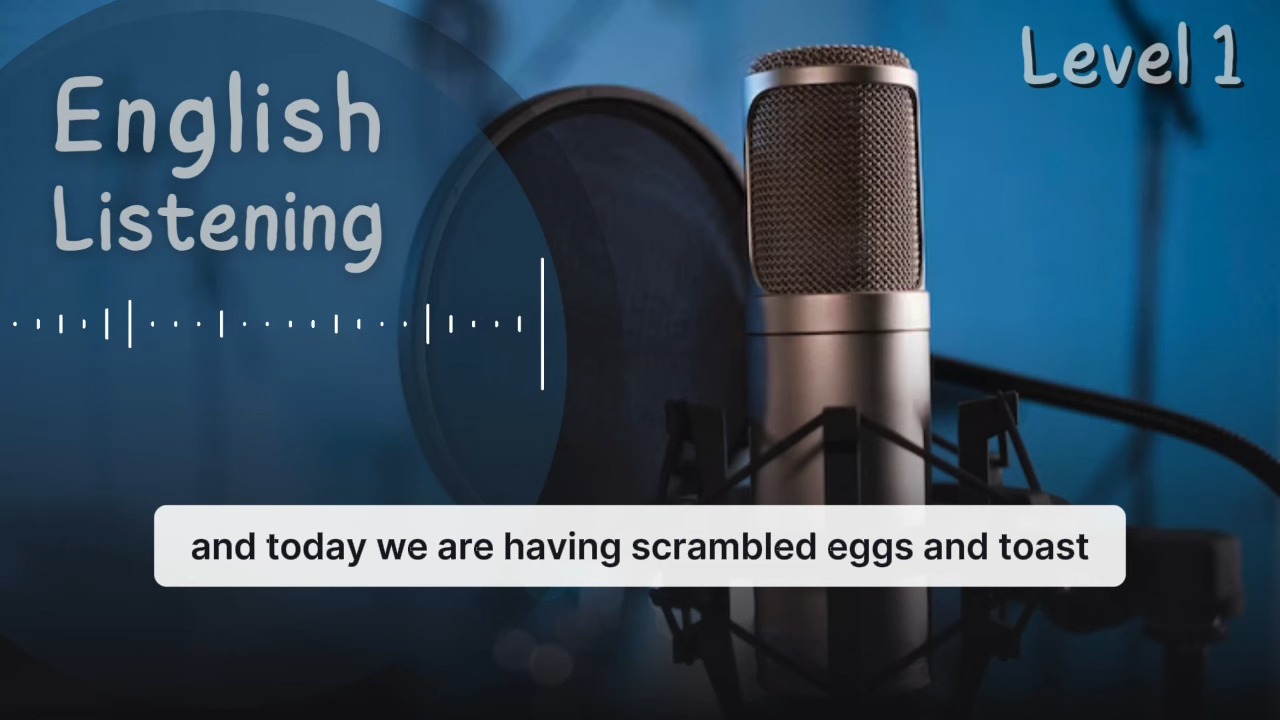 English
Listening
Level 1
and today we are having scrambled eggs and toast